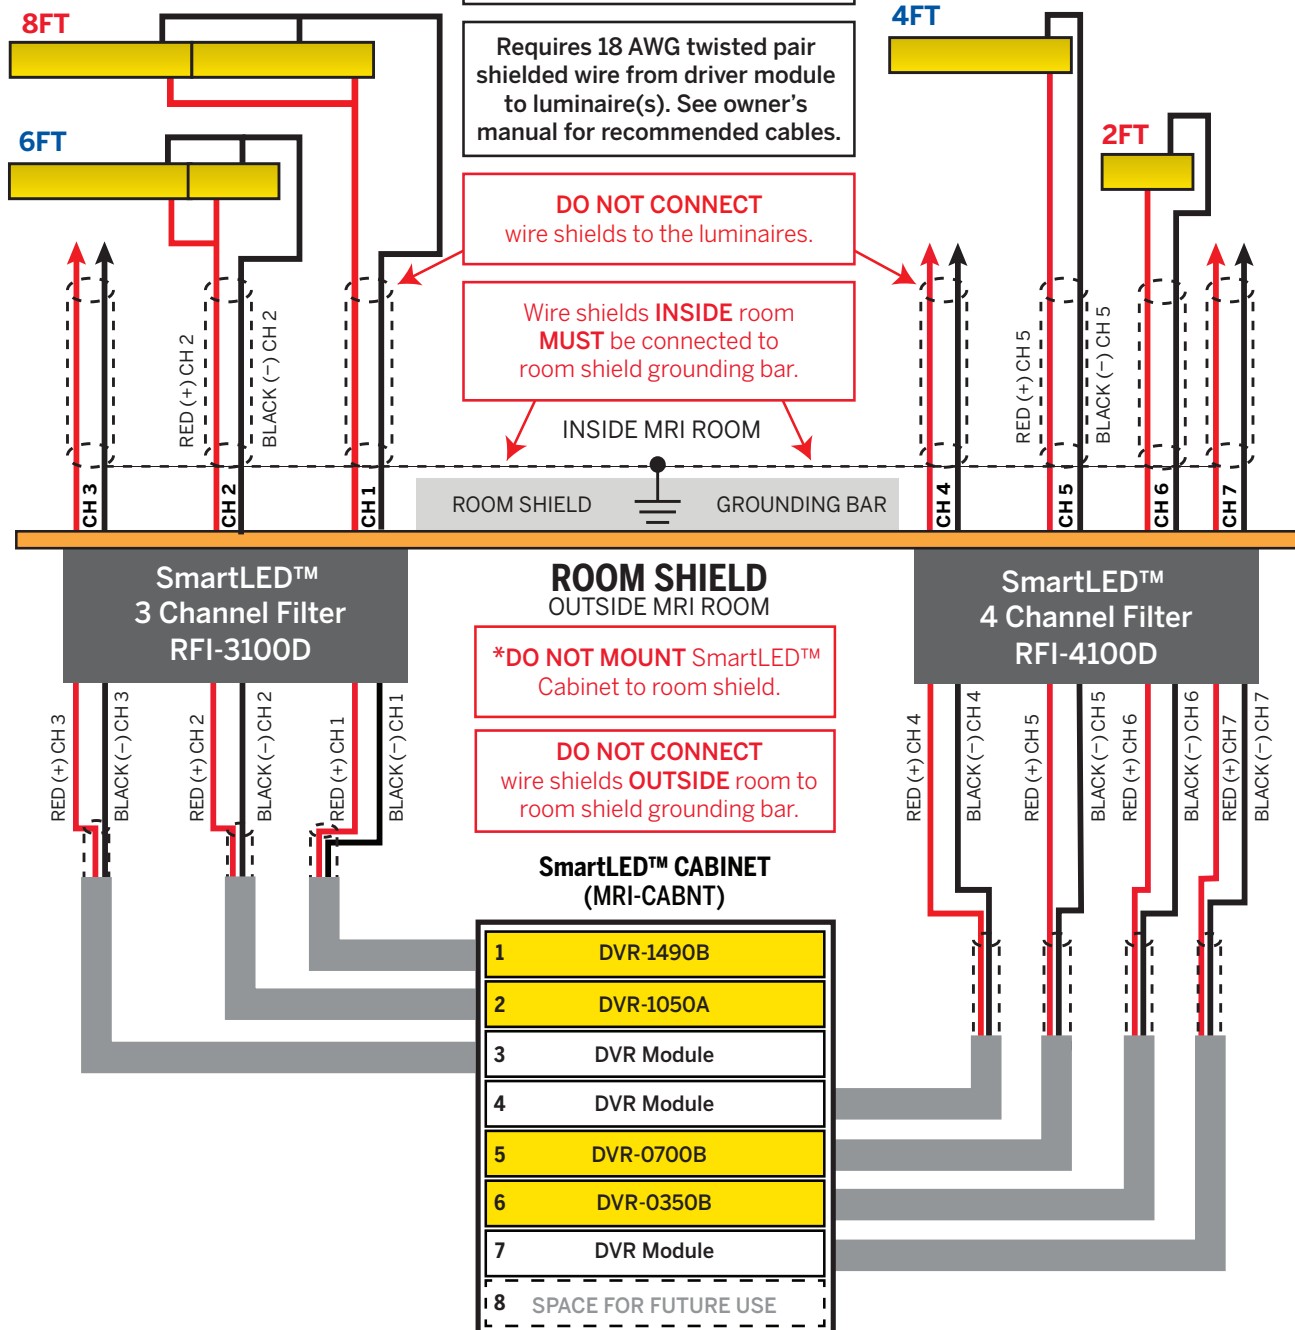 8FT
4FT
Requires 18 AWG twisted pair
shielded wire from driver module
to luminaire(s). See owner's
manual for recommended cables.
6FT
2FT
DO NOT CONNECT
wire shields to the luminaires.
Wire shields INSIDE room
MUST be connected to
room shield grounding bar.
RED (+) CH 2
BLACK (–) CH 2
RED (+) CH 5
BLACK (–) CH 5
INSIDE MRI ROOM
CH 3
CH 2
CH 1
ROOM SHIELD
GROUNDING BAR
CH 4
CH 5
CH 6
CH 7
SmartLED™
3 Channel Filter
RFI-3100D
ROOM SHIELD
OUTSIDE MRI ROOM
SmartLED™
4 Channel Filter
RFI-4100D
*DO NOT MOUNT SmartLED™
Cabinet to room shield.
RED (+) CH 3
BLACK (–) CH 3
RED (+) CH 2
BLACK (–) CH 2
RED (+) CH 1
BLACK (–) CH 1
RED (+) CH 4
BLACK (–) CH 4
RED (+) CH 5
BLACK (–) CH 5
RED (+) CH 6
BLACK (–) CH 6
RED (+) CH 7
BLACK (–) CH 7
DO NOT CONNECT
wire shields OUTSIDE room to
room shield grounding bar.
SmartLED™ CABINET
(MRI-CABNT)
1 DVR-1490B
2 DVR-1050A
3 DVR Module
4 DVR Module
5 DVR-0700B
6 DVR-0350B
7 DVR Module
8 SPACE FOR FUTURE USE